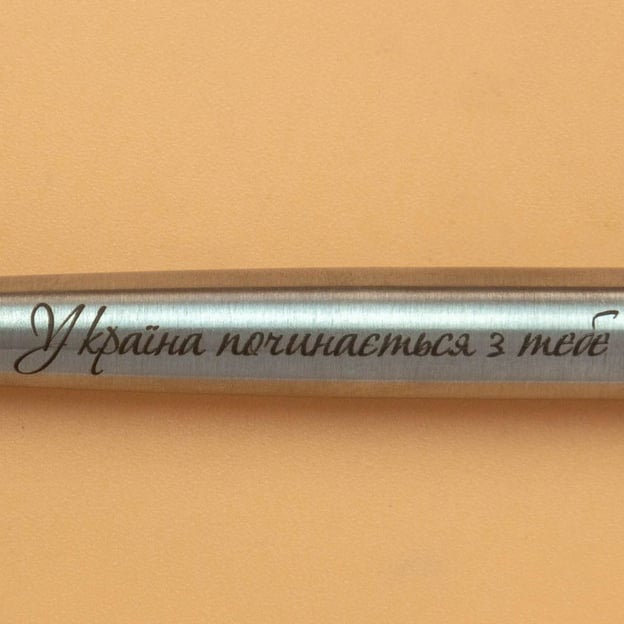 Україна починається з тебе